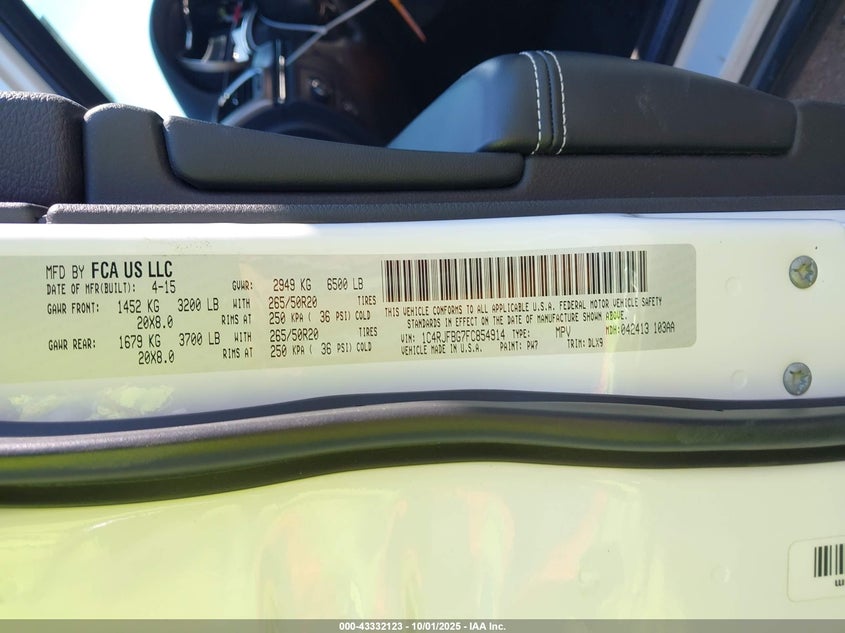 MFD BY FCA US LLC
DATE OF MFR(BUILT): 4-15 GVWR: 2949 KG 6500 LB
GAWR FRONT: 1452 KG 3200 LB WITH 265/50R20 TIRES
20X8.0 RIMS AT 250 KPA ( 36 PSI) COLD
GAWR REAR: 1679 KG 3700 LB WITH 265/50R20 TIRES
20X8.0 RIMS AT 250 KPA ( 36 PSI) COLD
THIS VEHICLE CONFORMS TO ALL APPLICABLE U.S.A. FEDERAL MOTOR VEHICLE SAFETY
STANDARDS IN EFFECT ON THE DATE OF MANUFACTURE SHOWN ABOVE.
VIN: 1C4RJFBG7FC854914 TYPE: MPV MDH:042413 103AA
VEHICLE MADE IN U.S.A. PAINT: PW7 TRIM: DLX9
000-43332123 - 10/01/2025 - IAA Inc.